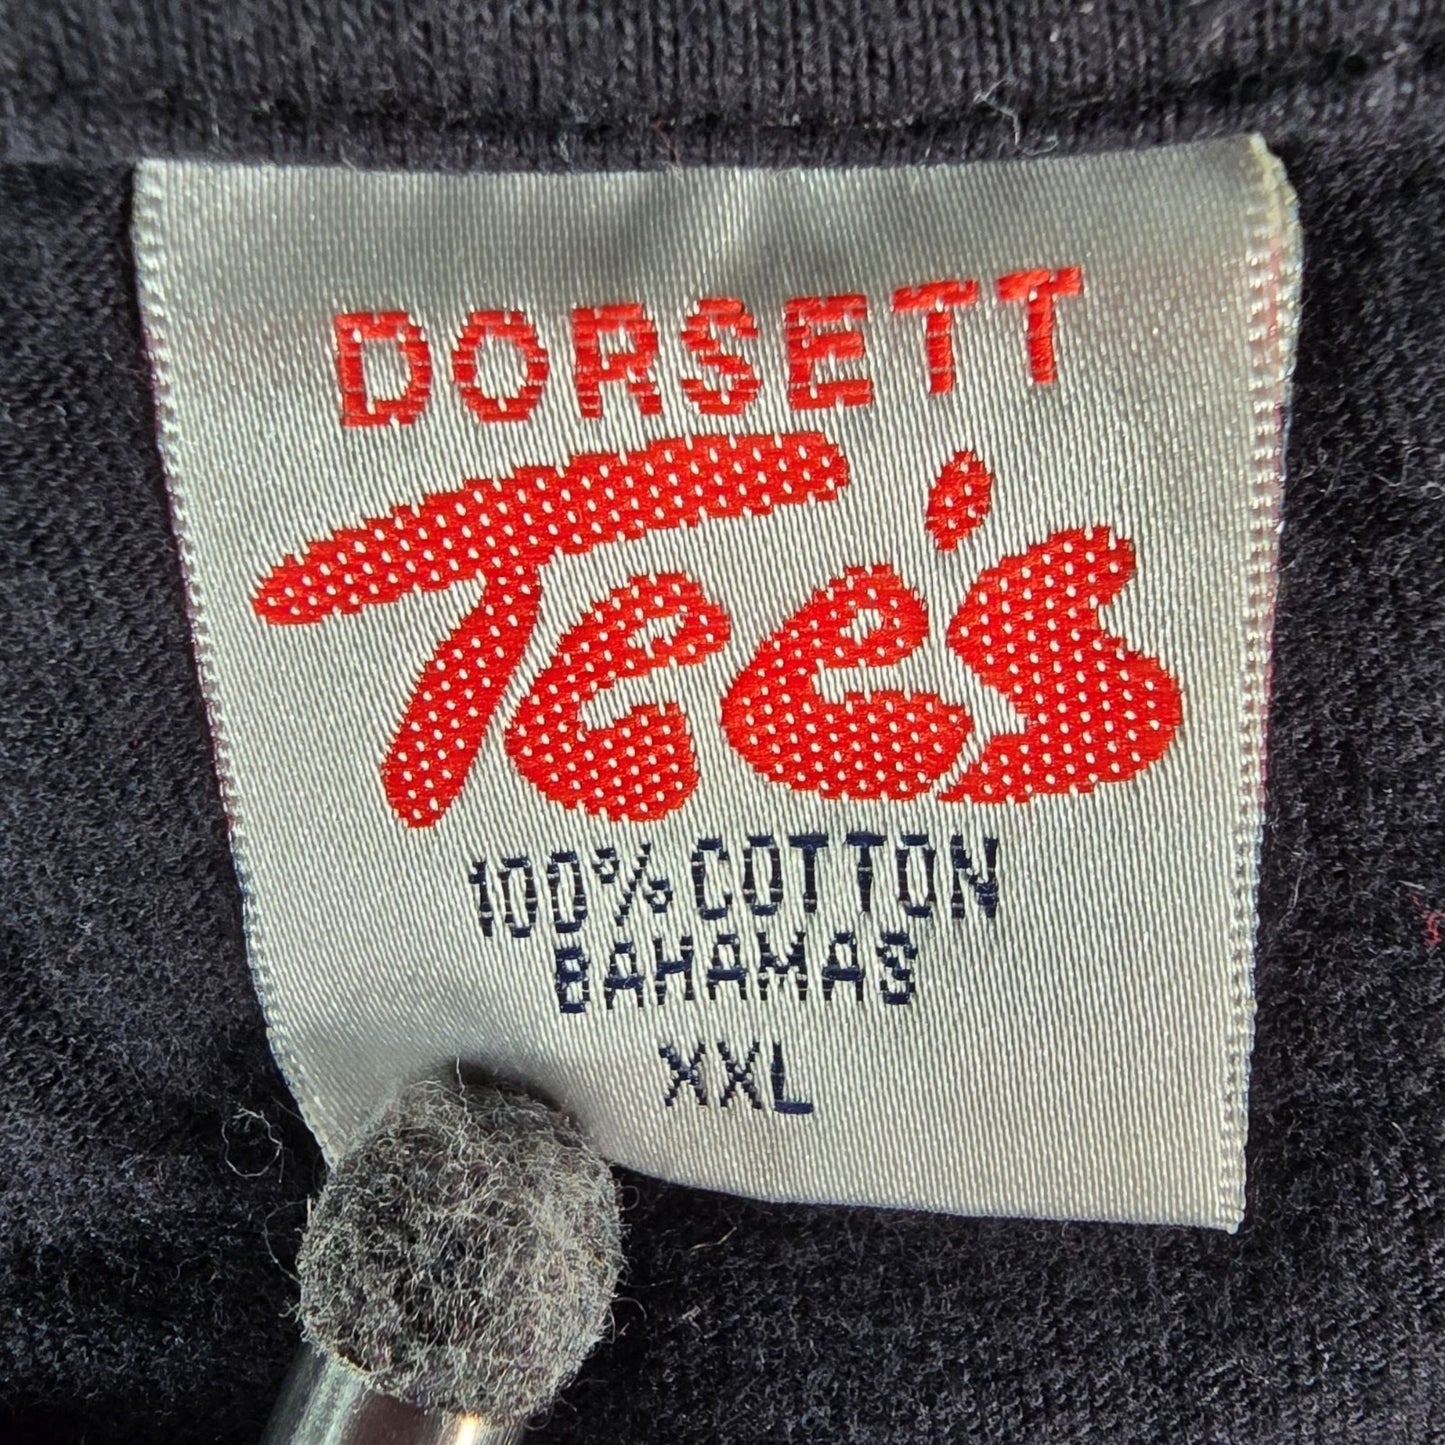 DORSETT
Tee's
100% COTTON
BAHAMAS
XXL